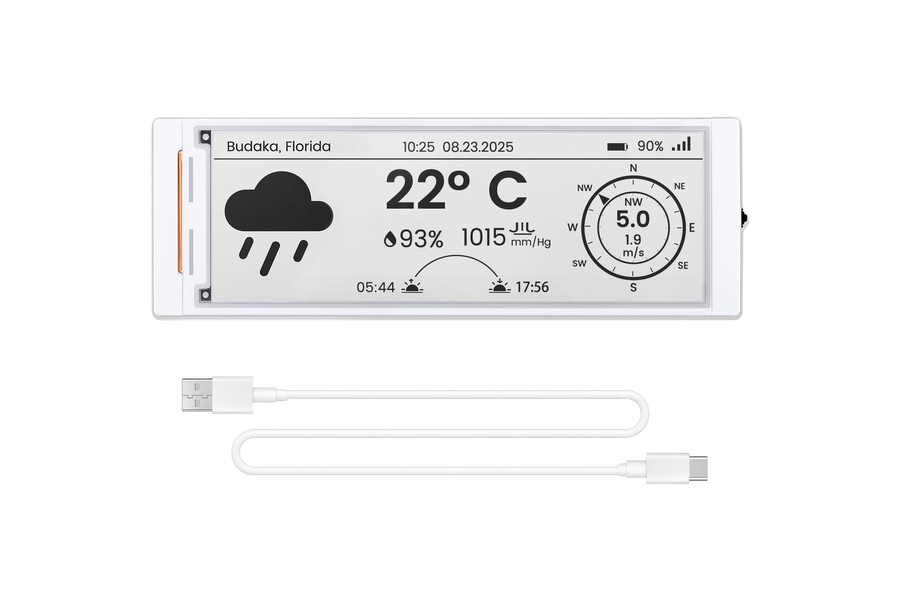 Budaka, Florida 10:25 08.23.2025 90%
22° C
93% 1015 mm/Hg
05:44 17:56
N
NW NE
NW
5.0
W E
1.9
m/s
SW SE
S